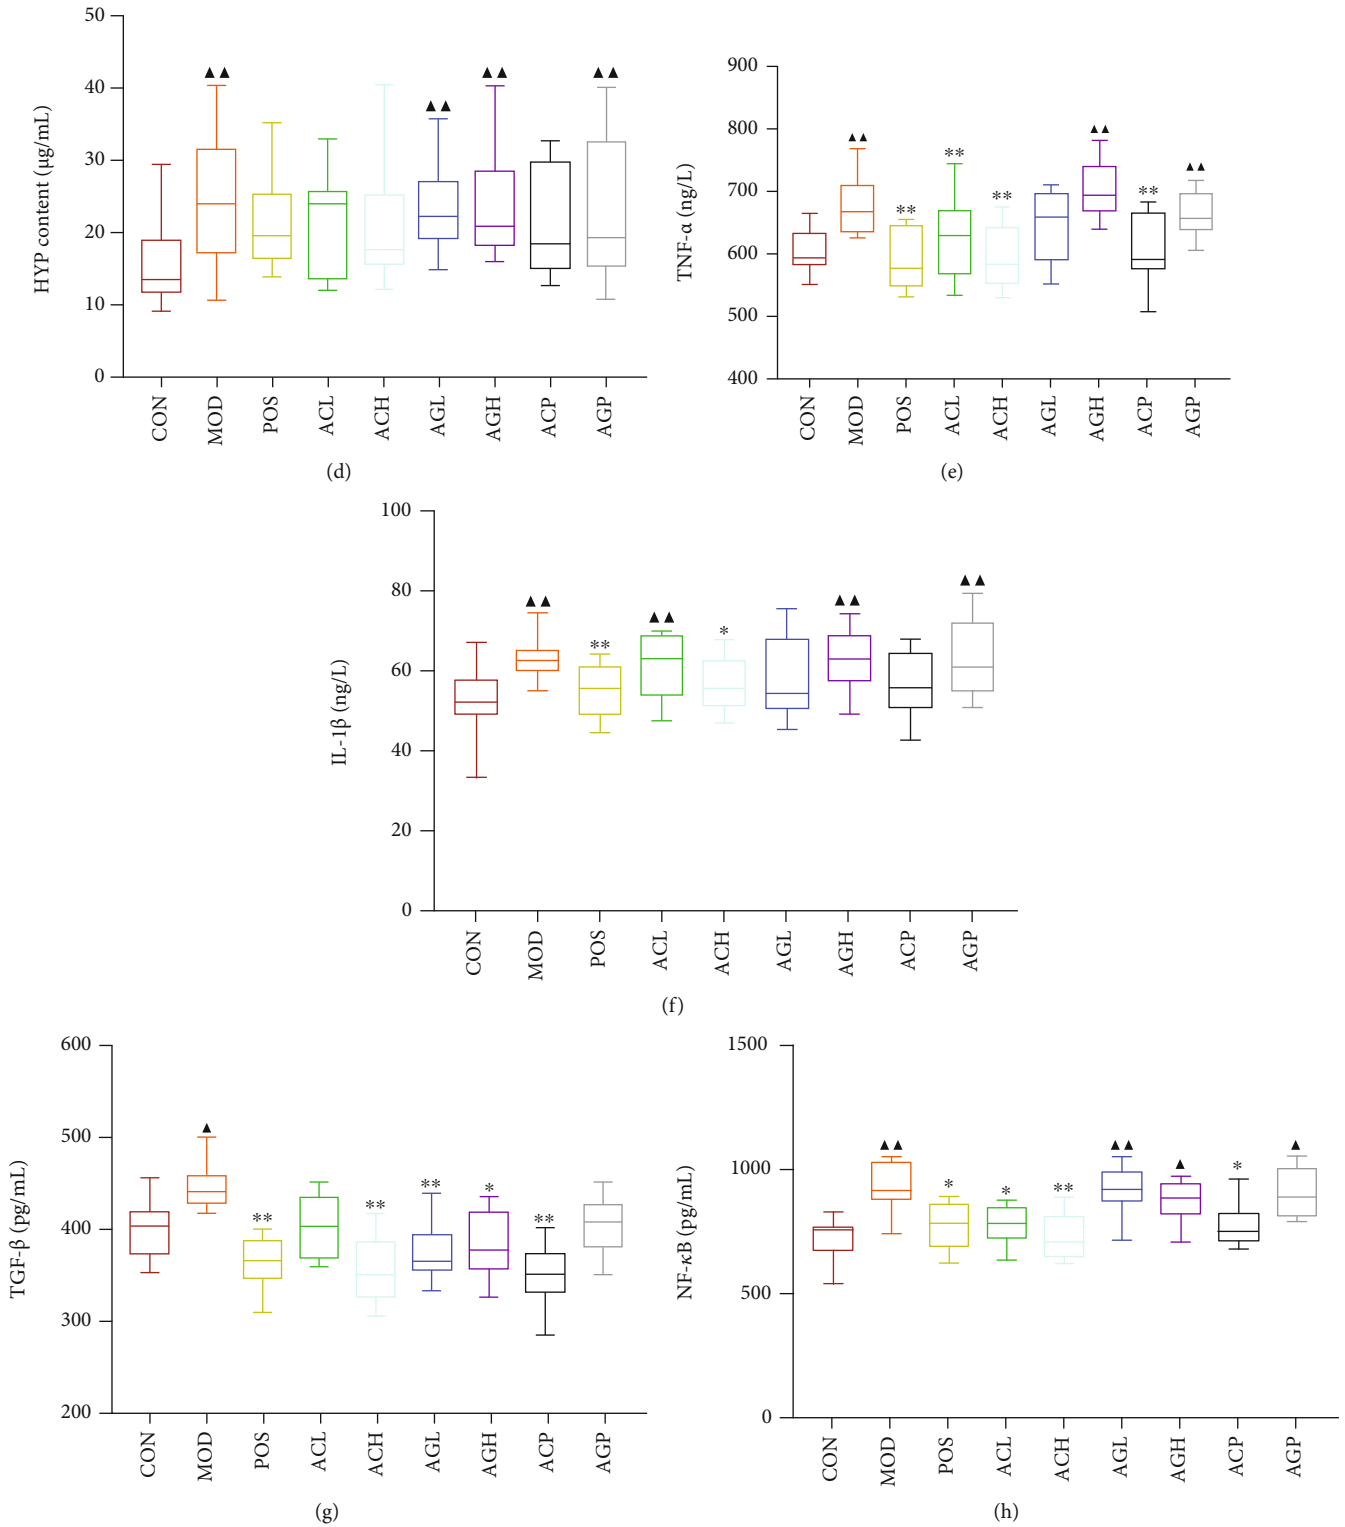 50
40
30
20
10
0
HYP content (μg/mL)
▲▲
▲▲
▲▲
▲▲
CON
MOD
POS
ACL
ACH
AGL
AGH
ACP
AGP
(d)
900
800
700
600
500
400
TNF-α (ng/L)
▲▲
**
**
**
▲▲
**
▲▲
CON
MOD
POS
ACL
ACH
AGL
AGH
ACP
AGP
(e)
100
80
60
40
20
0
IL-1β (ng/L)
▲▲
**
▲▲
*
▲▲
▲▲
CON
MOD
POS
ACL
ACH
AGL
AGH
ACP
AGP
(f)
600
500
400
300
200
TGF-β (pg/mL)
▲
**
**
**
*
**
CON
MOD
POS
ACL
ACH
AGL
AGH
ACP
AGP
(g)
1500
1000
500
0
NF-κB (pg/mL)
▲▲
*
*
**
▲▲
▲
*
▲
CON
MOD
POS
ACL
ACH
AGL
AGH
ACP
AGP
(h)